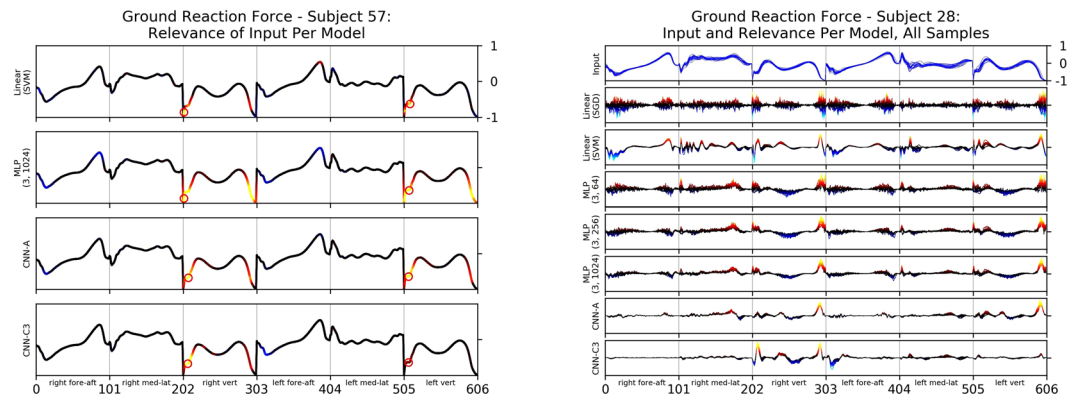 Ground Reaction Force - Subject 57:
Relevance of Input Per Model
Linear
(SVM)
1
0
-1
MLP
(3, 1024)
CNN-A
CNN-C3
0 right fore-aft 101 right med-lat 202 right vert 303 left fore-aft 404 left med-lat 505 left vert 606
Ground Reaction Force - Subject 28:
Input and Relevance Per Model, All Samples
Input
1
0
-1
Linear
(SGD)
Linear
(SVM)
MLP
(3, 64)
MLP
(3, 256)
MLP
(3, 1024)
CNN-A
CNN-C3
0 right fore-aft 101 right med-lat 202 right vert 303 left fore-aft 404 left med-lat 505 left vert 606